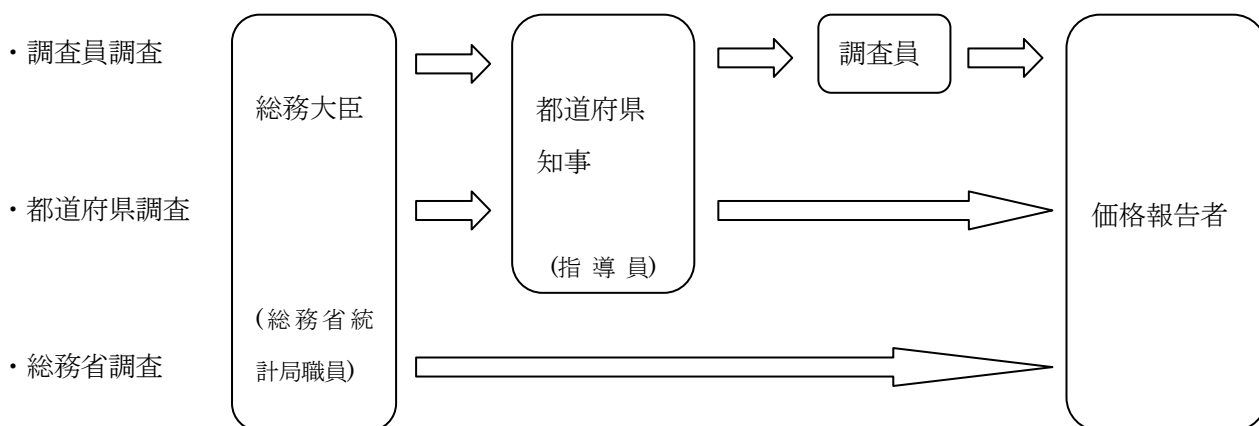 ・調査員調査
総務大臣
都道府県
知事
調査員
・都道府県調査
(指導員)
価格報告者
(総務省統
計局職員)
・総務省調査